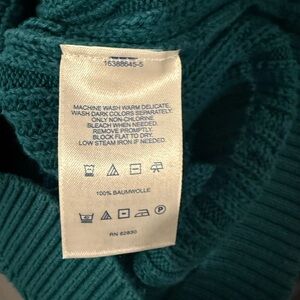 16388645-5
MACHINE WASH WARM DELICATE.
WASH DARK COLORS SEPARATELY.
ONLY NON-CHLORINE
BLEACH WHEN NEEDED.
REMOVE PROMPTLY.
BLOCK FLAT TO DRY.
LOW STEAM IRON IF NEEDED.
100% BAUMWOLLE
P
RN 62830